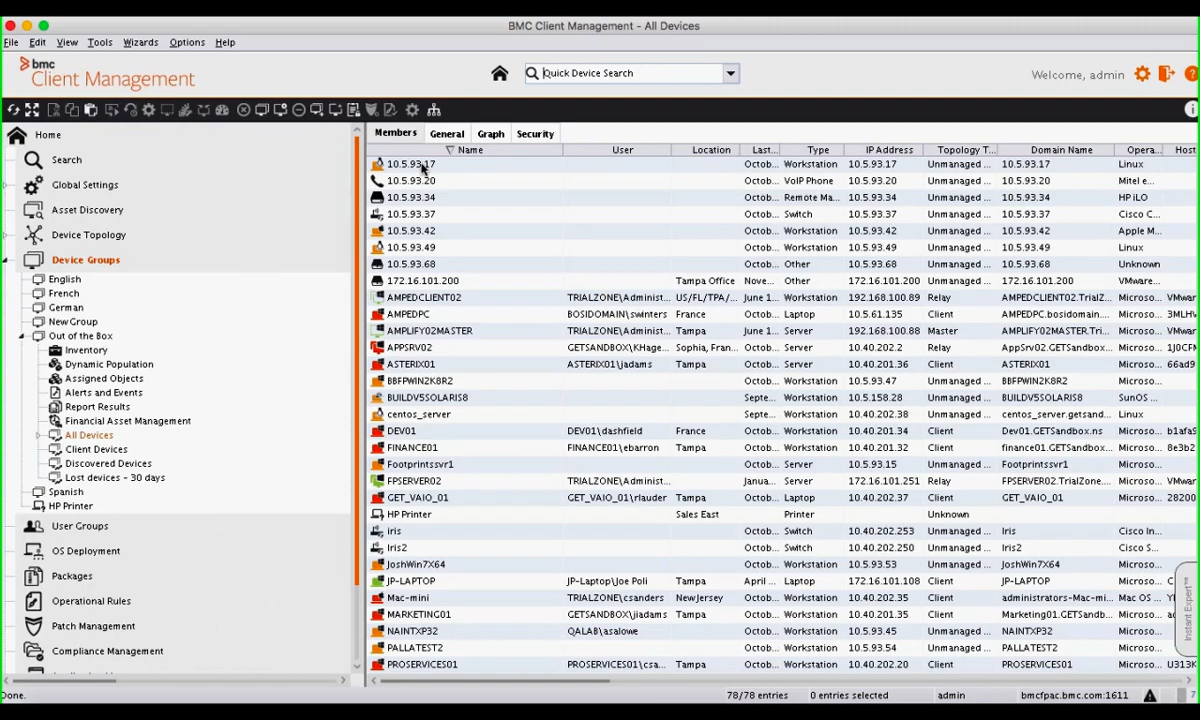 BMC Client Management - All Devices
File Edit View Tools Wizards Options Help
bmc
Client Management
Quick Device Search
Welcome, admin
Home
Search
Global Settings
Asset Discovery
Device Topology
Device Groups
English
French
German
New Group
Out of the Box
Inventory
Dynamic Population
Assigned Objects
Alerts and Events
Report Results
Financial Asset Management
All Devices
Client Devices
Discovered Devices
Lost devices - 30 days
Spanish
HP Printer
User Groups
OS Deployment
Packages
Operational Rules
Patch Management
Compliance Management
Members General Graph Security
Name User Location Last... Type IP Address Topology T... Domain Name Opera... Host
10.5.93.17 Octob... Workstation 10.5.93.17 Unmanaged ... 10.5.93.17 Linux
10.5.93.20 Octob... VoIP Phone 10.5.93.20 Unmanaged ... 10.5.93.20 Mitel e...
10.5.93.34 Octob... Remote Ma... 10.5.93.34 Unmanaged ... 10.5.93.34 HP iLO
10.5.93.37 Octob... Switch 10.5.93.37 Unmanaged ... 10.5.93.37 Cisco C...
10.5.93.42 Octob... Workstation 10.5.93.42 Unmanaged ... 10.5.93.42 Apple M...
10.5.93.49 Octob... Workstation 10.5.93.49 Unmanaged ... 10.5.93.49 Linux
10.5.93.68 Octob... Other 10.5.93.68 Unmanaged ... 10.5.93.68 Unknown
172.16.101.200 Tampa Office Nove... Other 172.16.101.200 Unmanaged ... 172.16.101.200 VMware...
AMPEDCLIENT02 TRIALZONE\Administ... US/FL/TPA/... June 1... Workstation 192.168.100.89 Relay AMPEDCLIENT02.TrialZ... Microso... VMwar
AMPEDPC BOSIDOMAIN\swinters France Octob... Workstation 10.5.61.135 Client AMPEDPC.bosidomain... Microso... 3MLHV
AMPLIFY02MASTER TRIALZONE\Administ... Tampa June 1... Server 192.168.100.88 Master AMPLIFY02MASTER.Tri... Microso... VMwar
APPSRV02 GETSANDBOX\KHage... Sophia, Fran... Octob... Server 10.40.202.2 Relay AppSrv02.GETSandbox... Microso... 1J0CFM
ASTERIX01 ASTERIX01\jadams Tampa Octob... Server 10.40.201.36 Client ASTERIX01 Microso... 66ad9
BBFPWIN2K8R2 Octob... Workstation 10.5.93.47 Unmanaged ... BBFPWIN2K8R2 Microso...
BUILDV5SOLARIS8 Septe... Workstation 10.5.158.28 Unmanaged ... BUILDV5SOLARIS8 SunOS ...
centos_server Septe... Workstation 10.40.202.38 Unmanaged ... centos_server.getsand... Linux
DEV01 DEV01\dashfield France Octob... Workstation 10.40.201.34 Client Dev01.GETSandbox.ns Microso... b1afa9
FINANCE01 FINANCE01\ebarron Tampa Octob... Workstation 10.40.201.32 Client finance01.GETSandbox... Microso... 8e3b2
Footprintssvr1 Octob... Server 10.5.93.15 Unmanaged ... Footprintssvr1 Microso...
FPSERVER02 TRIALZONE\Administ... Tampa Janua... Server 172.16.101.251 Relay FPSERVER02.TrialZone... Microso... VMwar
GET_VAIO_01 GET_VAIO_01\rlauder Tampa Octob... Laptop 10.40.202.37 Client GET_VAIO_01 Microso... 28200
HP Printer Sales East Printer Unknown
iris Octob... Switch 10.40.202.253 Unmanaged ... Iris Cisco In...
Iris2 Octob... Switch 10.40.202.250 Unmanaged ... Iris2 Cisco S...
JoshWin7X64 Octob... Workstation 10.5.93.53 Unmanaged ... JoshWin7X64 Microso...
JP-LAPTOP JP-Laptop\Joe Poli Tampa April ... Laptop 172.16.101.108 Client JP-LAPTOP Microso...
Mac-mini TRIALZONE\csanders NewJersey Octob... Workstation 10.40.202.35 Client administrators-Mac-mi... Mac OS ...
MARKETING01 GETSANDBOX\jiadams Tampa Octob... Workstation 10.40.201.35 Client Marketing01.GETSandb... Microso...
NAINTXP32 QALAB\asalowe Octob... Workstation 10.5.93.45 Unmanaged ... NAINTXP32 Microso...
PALLATEST2 Octob... Workstation 10.5.93.54 Unmanaged ... PALLATEST2 Microso...
PROSERVICES01 PROSERVICES01\csa... Tampa Octob... Workstation 10.40.202.20 Client PROSERVICES01 Microso... U313K
Instant Expert™
Done. 78/78 entries 0 entries selected admin bmcfpac.bmc.com:1611